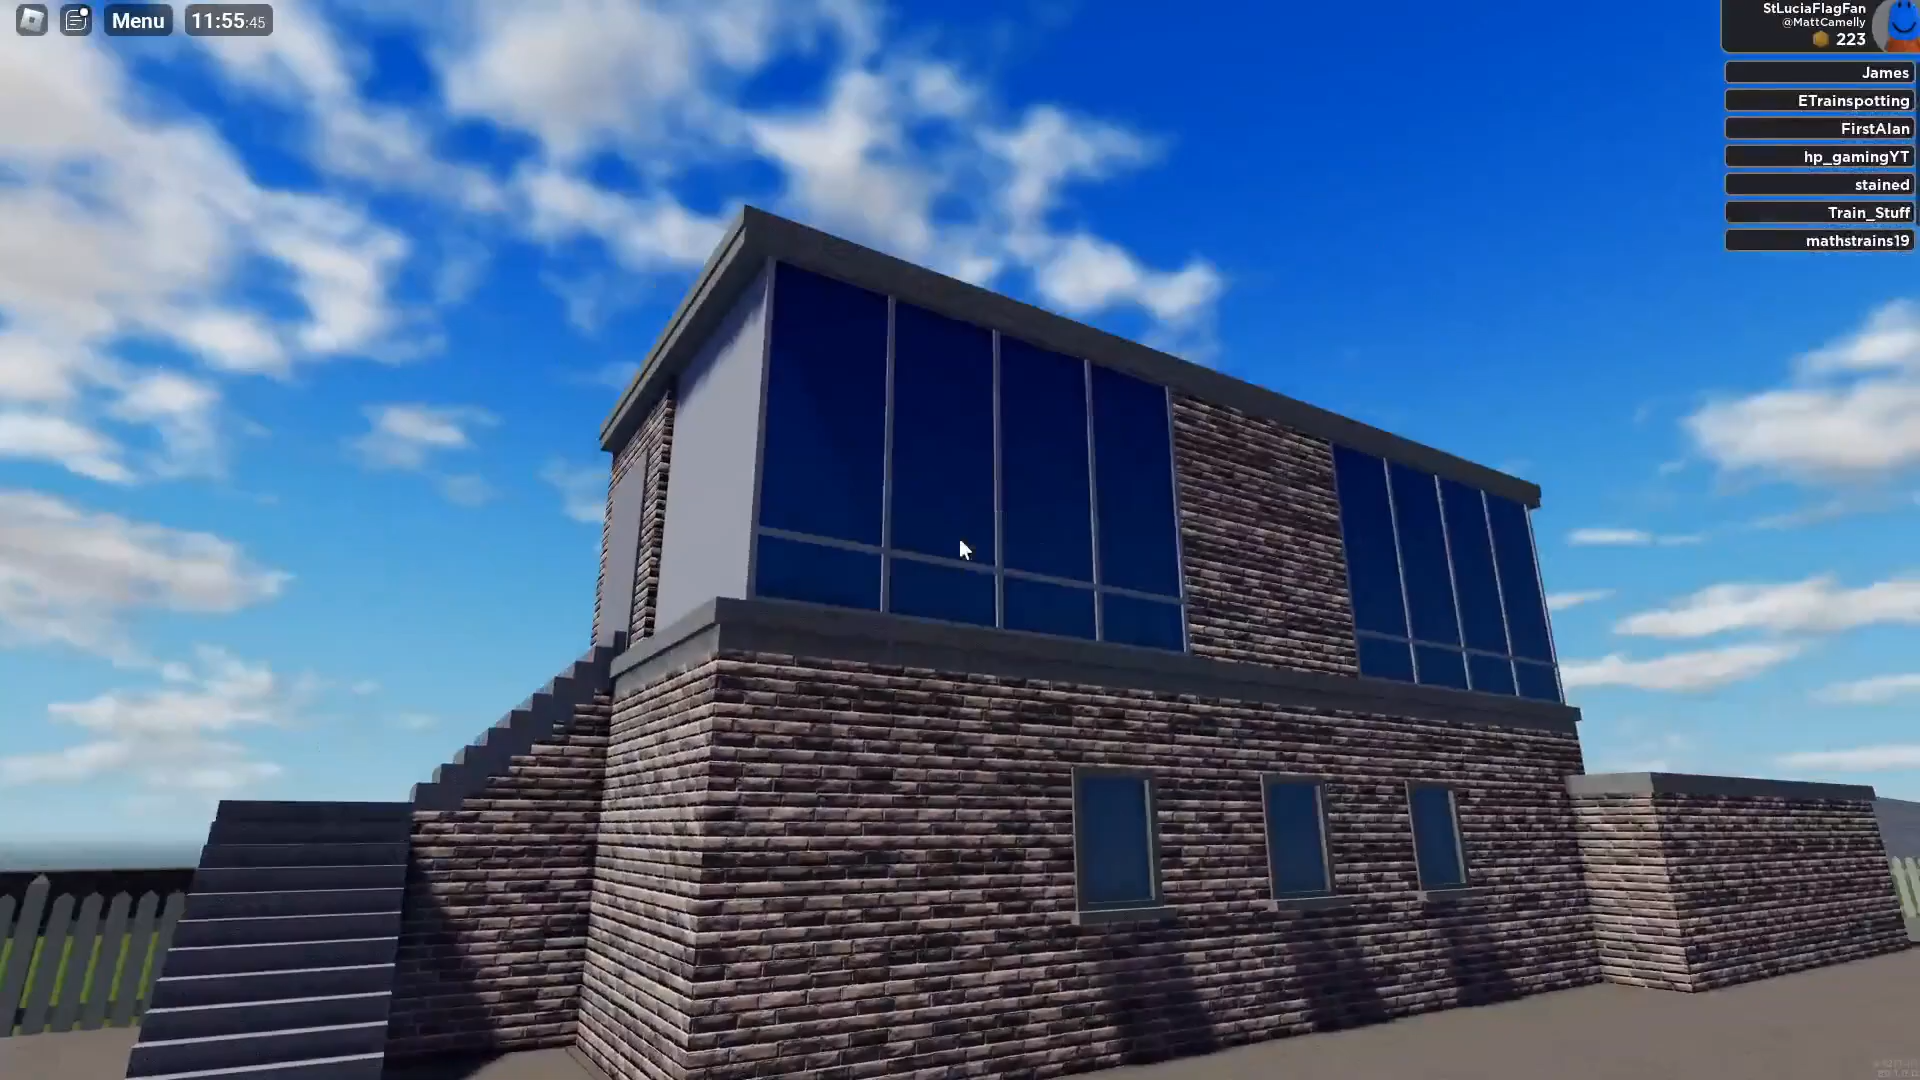 Menu
11:55:45
StLuciaFlagFan
@MattCamelly
223
James
ETrainspotting
FirstAlan
hp_gamingYT
stained
Train_Stuff
mathstrains19